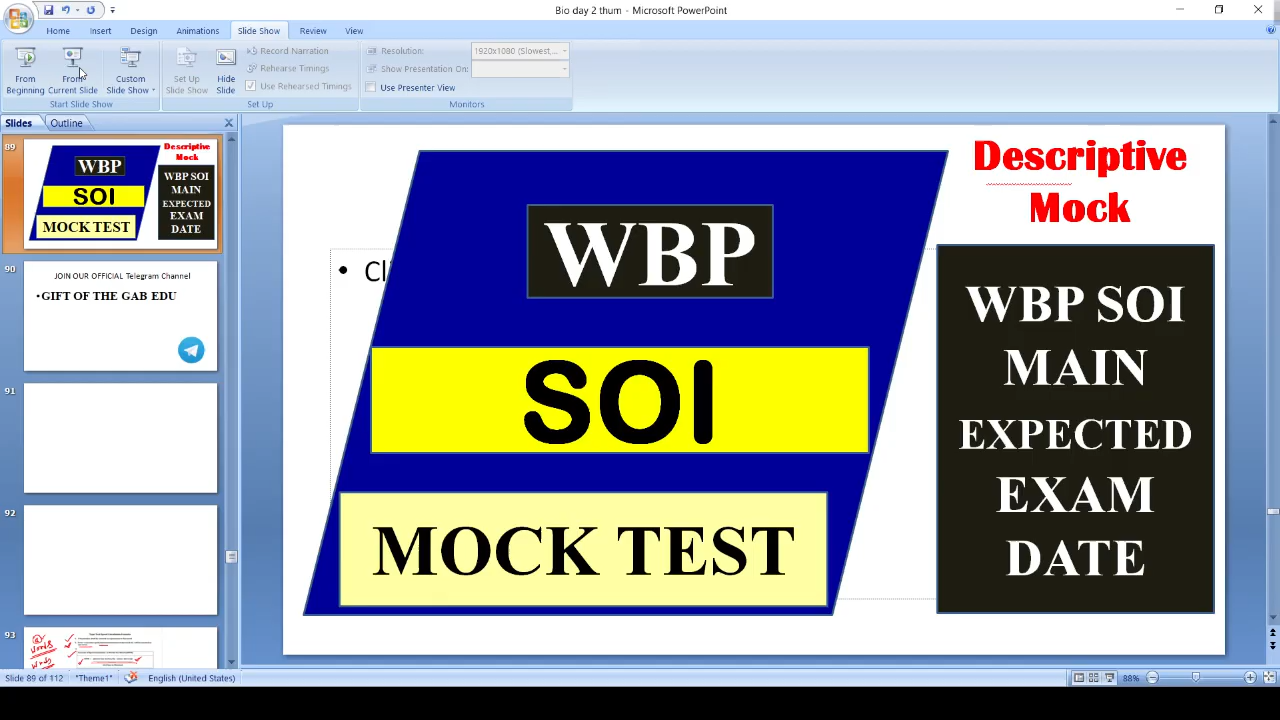 Bio day 2 thum - Microsoft PowerPoint
Home Insert Design Animations Slide Show Review View
From Beginning
From Current Slide
Custom Slide Show
Start Slide Show
Set Up Slide Show
Hide Slide
Record Narration
Rehearse Timings
Use Rehearsed Timings
Set Up
Resolution: 1920x1080 (Slowest,...
Show Presentation On:
Use Presenter View
Monitors
Slides Outline
89
WBP
SOI
MOCK TEST
Descriptive
Mock
WBP SOI
MAIN
EXPECTED
EXAM
DATE
90
JOIN OUR OFFICIAL Telegram Channel
•GIFT OF THE GAB EDU
91
92
93
words
• Cl
WBP
SOI
MOCK TEST
Descriptive
Mock
WBP SOI
MAIN
EXPECTED
EXAM
DATE
Slide 89 of 112 "Theme1" English (United States) 88%